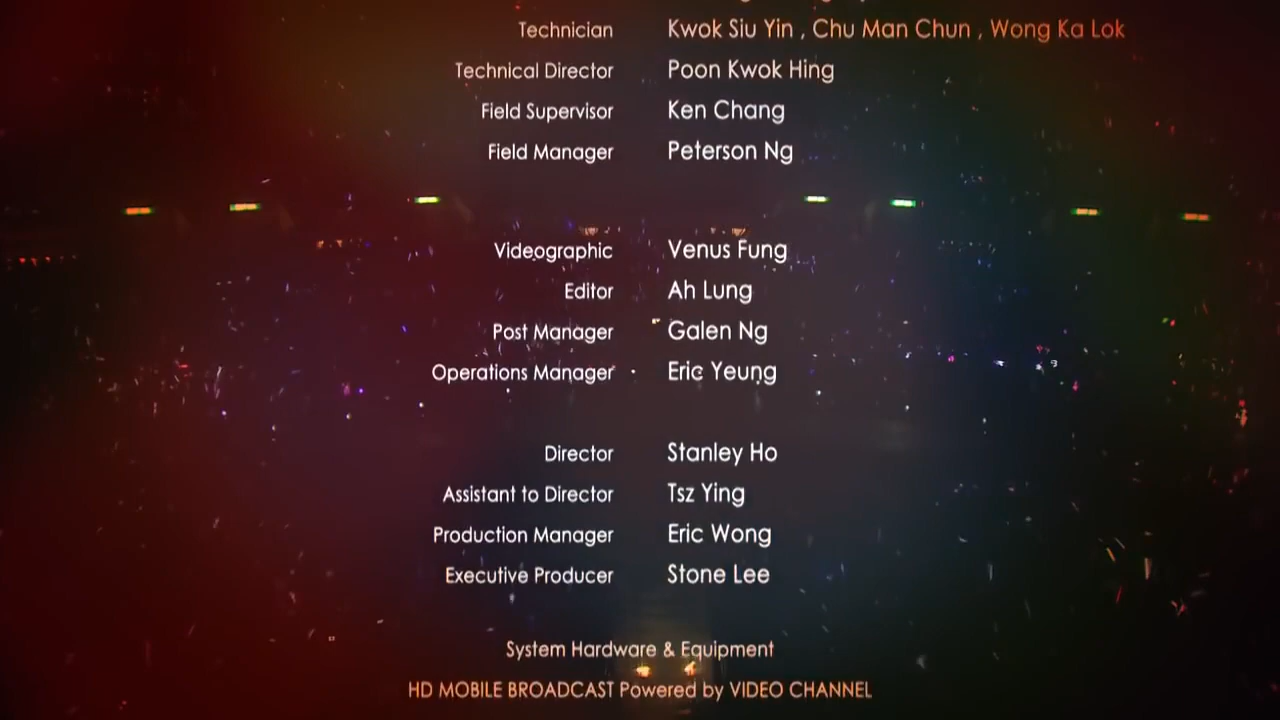 Technician Kwok Siu Yin , Chu Man Chun , Wong Ka Lok
Technical Director Poon Kwok Hing
Field Supervisor Ken Chang
Field Manager Peterson Ng
Videographic Venus Fung
Editor Ah Lung
Post Manager Galen Ng
Operations Manager Eric Yeung
Director Stanley Ho
Assistant to Director Tsz Ying
Production Manager Eric Wong
Executive Producer Stone Lee
System Hardware & Equipment
HD MOBILE BROADCAST Powered by VIDEO CHANNEL